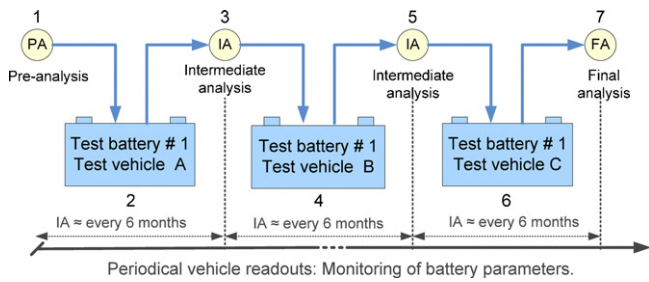 1
3
5
7
PA
IA
IA
FA
Pre-analysis
Intermediate
analysis
Intermediate
analysis
Final
analysis
Test battery # 1
Test vehicle A
Test battery # 1
Test vehicle B
Test battery # 1
Test vehicle C
2
4
6
IA ≈ every 6 months
IA ≈ every 6 months
IA ≈ every 6 months
Periodical vehicle readouts: Monitoring of battery parameters.